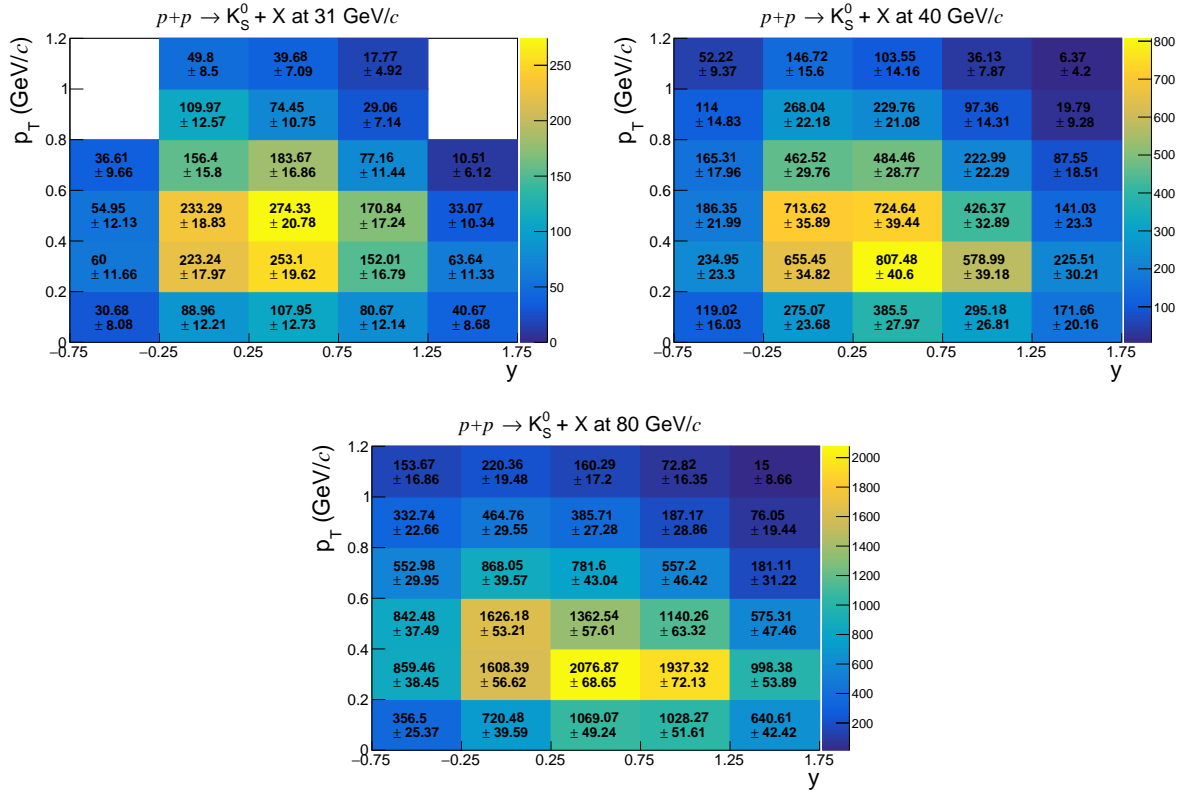 p+p → K_S^0 + X at 31 GeV/c
p_T (GeV/c)
1.2
1
0.8
0.6
0.4
0.2
0
49.8 39.68 17.77
± 8.5 ± 7.09 ± 4.92
109.97 74.45 29.06
± 12.57 ± 10.75 ± 7.14
36.61 156.4 183.67 77.16 10.51
± 9.66 ± 15.8 ± 16.86 ± 11.44 ± 6.12
54.95 233.29 274.33 170.84 33.07
± 12.13 ± 18.83 ± 20.78 ± 17.24 ± 10.34
60 223.24 253.1 152.01 63.64
± 11.66 ± 17.97 ± 19.62 ± 16.79 ± 11.33
30.68 88.96 107.95 80.67 40.67
± 8.08 ± 12.21 ± 12.73 ± 12.14 ± 8.68
−0.75 −0.25 0.25 0.75 1.25 1.75
y
250
200
150
100
50
0
p+p → K_S^0 + X at 40 GeV/c
p_T (GeV/c)
1.2
1
0.8
0.6
0.4
0.2
0
52.22 146.72 103.55 36.13 6.37
± 9.37 ± 15.6 ± 14.16 ± 7.87 ± 4.2
114 268.04 229.76 97.36 19.79
± 14.83 ± 22.18 ± 21.08 ± 14.31 ± 9.28
165.31 462.52 484.46 222.99 87.55
± 17.96 ± 29.76 ± 28.77 ± 22.29 ± 18.51
186.35 713.62 724.64 426.37 141.03
± 21.99 ± 35.89 ± 39.44 ± 32.89 ± 23.3
234.95 655.45 807.48 578.99 225.51
± 23.3 ± 34.82 ± 40.6 ± 39.18 ± 30.21
119.02 275.07 385.5 295.18 171.66
± 16.03 ± 23.68 ± 27.97 ± 26.81 ± 20.16
−0.75 −0.25 0.25 0.75 1.25 1.75
y
800
700
600
500
400
300
200
100
p+p → K_S^0 + X at 80 GeV/c
p_T (GeV/c)
1.2
1
0.8
0.6
0.4
0.2
0
153.67 220.36 160.29 72.82 15
± 16.86 ± 19.48 ± 17.2 ± 16.35 ± 8.66
332.74 464.76 385.71 187.17 76.05
± 22.66 ± 29.55 ± 27.28 ± 28.86 ± 19.44
552.98 868.05 781.6 557.2 181.11
± 29.95 ± 39.57 ± 43.04 ± 46.42 ± 31.22
842.48 1626.18 1362.54 1140.26 575.31
± 37.49 ± 53.21 ± 57.61 ± 63.32 ± 47.46
859.46 1608.39 2076.87 1937.32 998.38
± 38.45 ± 56.62 ± 68.65 ± 72.13 ± 53.89
356.5 720.48 1069.07 1028.27 640.61
± 25.37 ± 39.59 ± 49.24 ± 51.61 ± 42.42
−0.75 −0.25 0.25 0.75 1.25 1.75
y
2000
1800
1600
1400
1200
1000
800
600
400
200